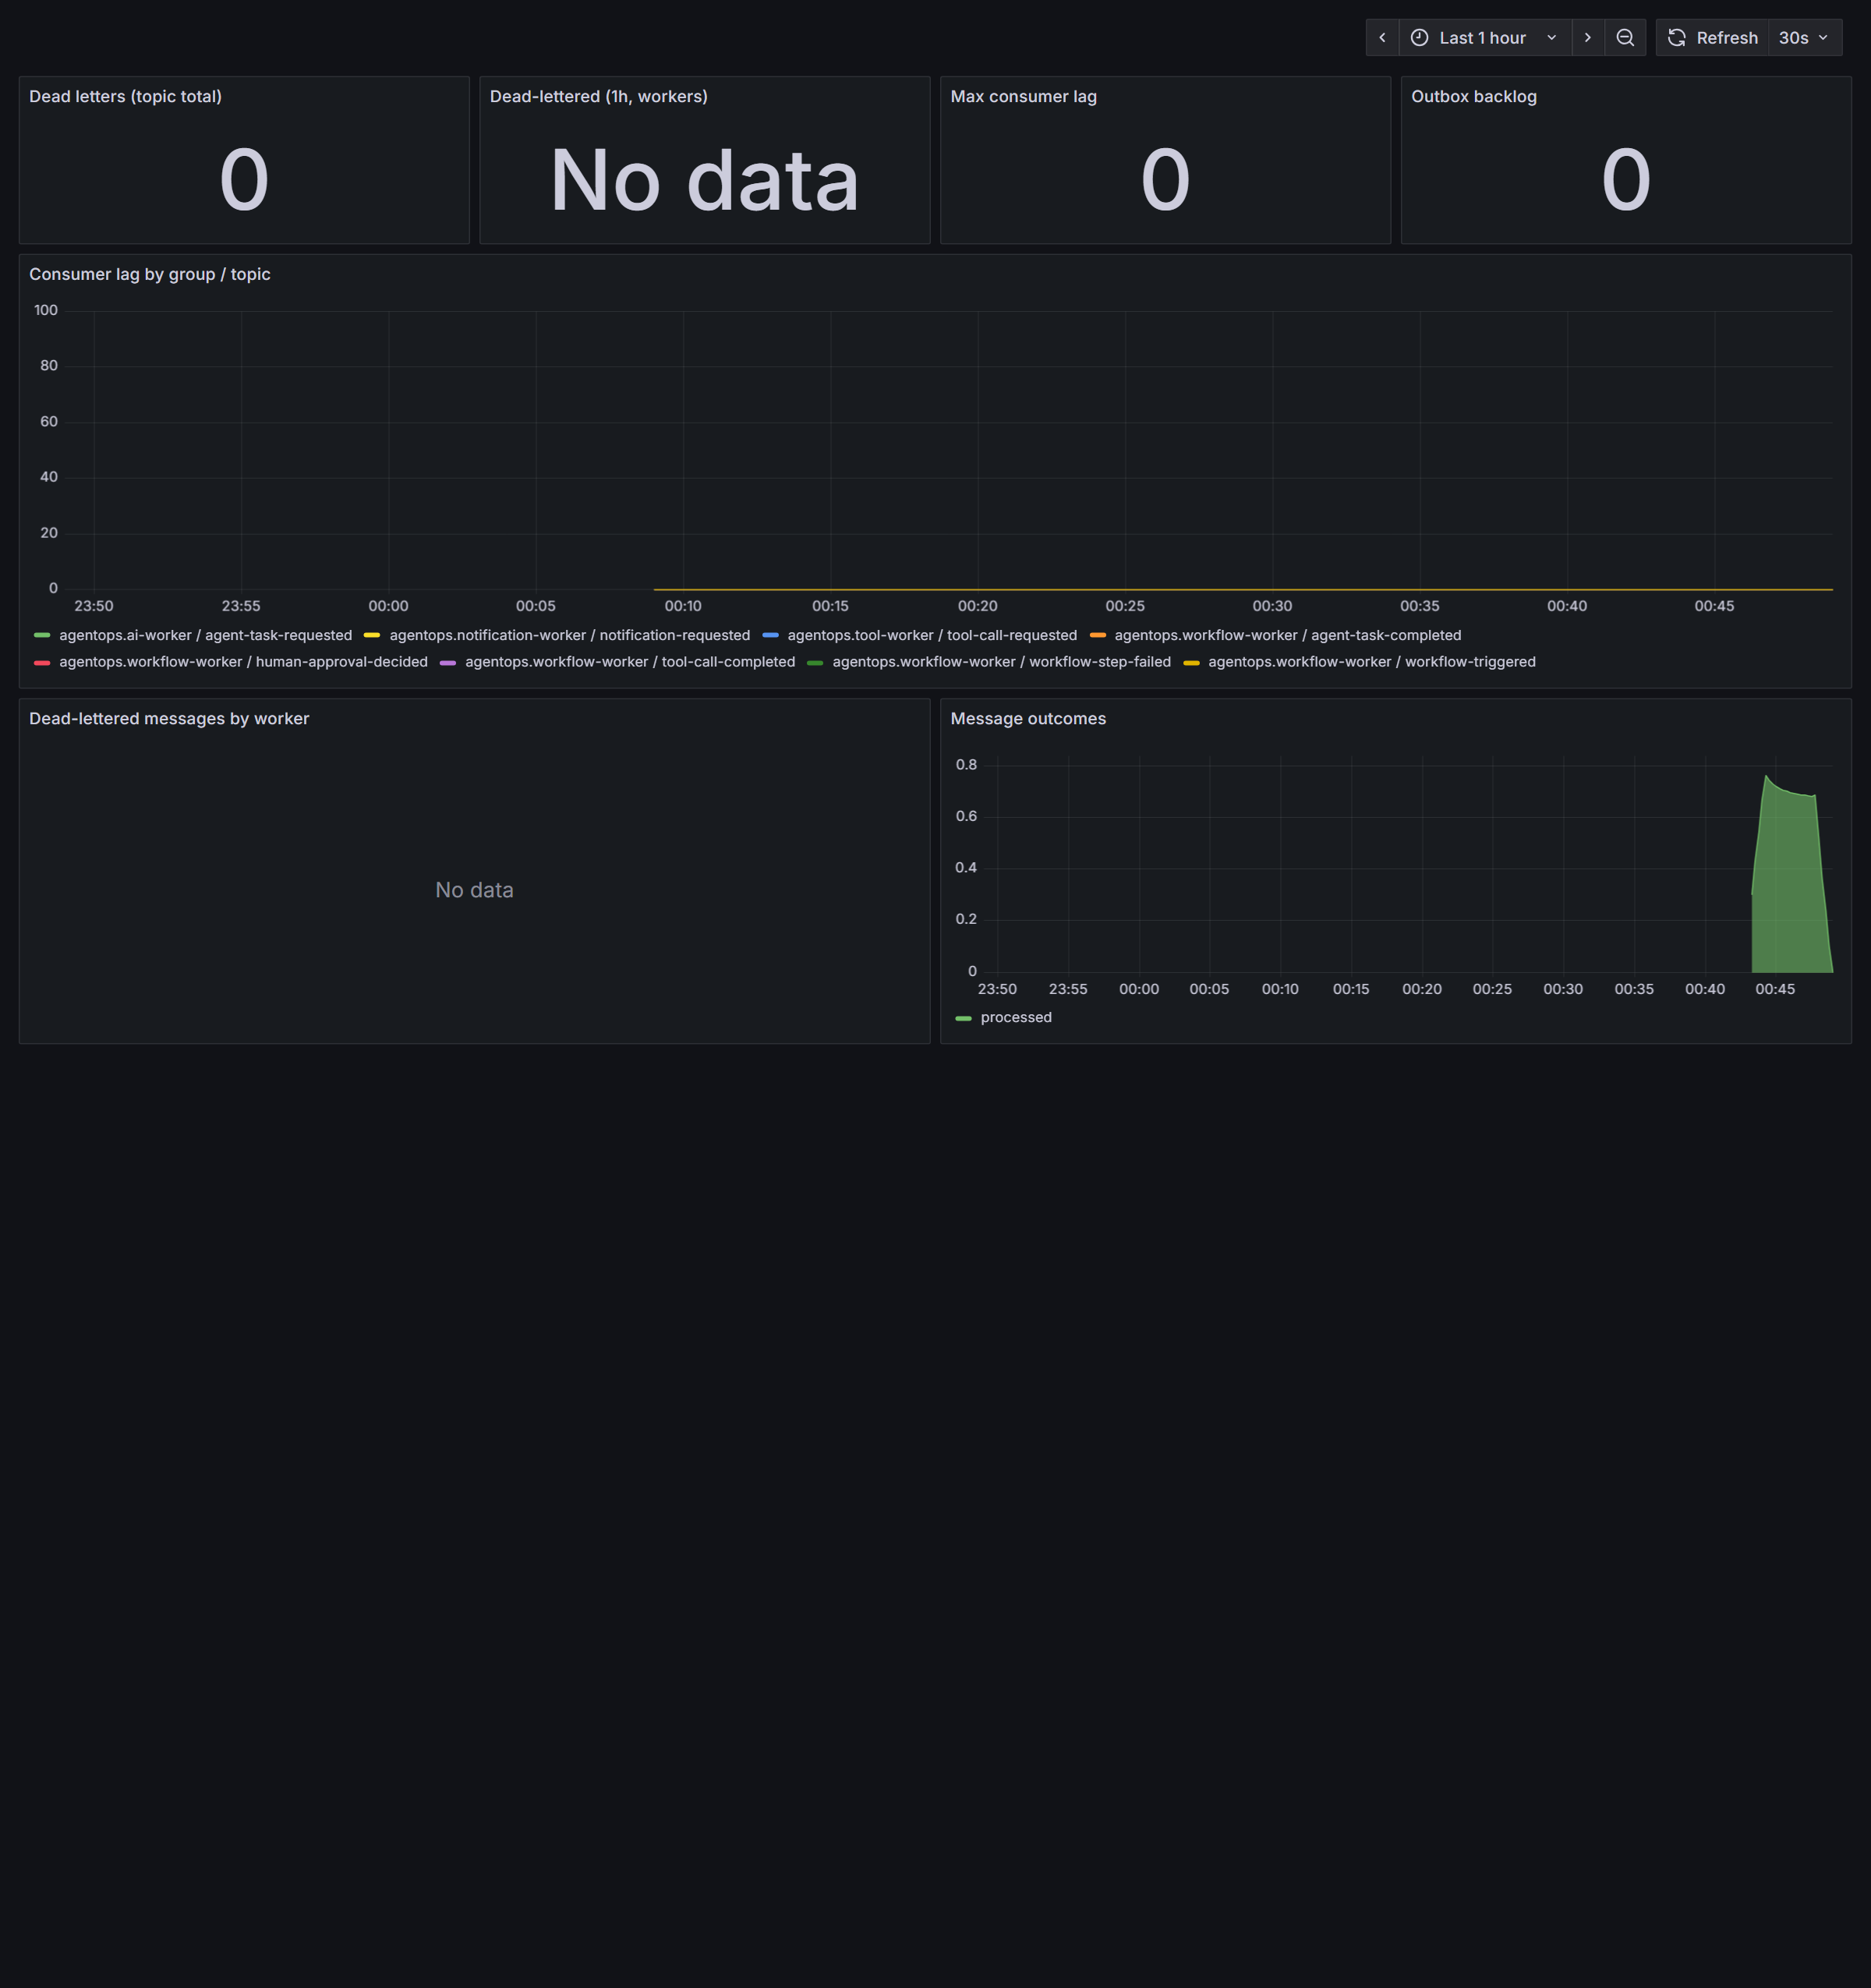 Last 1 hour Refresh 30s
Dead letters (topic total) Dead-lettered (1h, workers) Max consumer lag Outbox backlog
0 No data 0 0
Consumer lag by group / topic
100
80
60
40
20
0
23:50 23:55 00:00 00:05 00:10 00:15 00:20 00:25 00:30 00:35 00:40 00:45
agentops.ai-worker / agent-task-requested agentops.notification-worker / notification-requested agentops.tool-worker / tool-call-requested agentops.workflow-worker / agent-task-completed
agentops.workflow-worker / human-approval-decided agentops.workflow-worker / tool-call-completed agentops.workflow-worker / workflow-step-failed agentops.workflow-worker / workflow-triggered
Dead-lettered messages by worker
No data
Message outcomes
0.8
0.6
0.4
0.2
0
23:50 23:55 00:00 00:05 00:10 00:15 00:20 00:25 00:30 00:35 00:40 00:45
processed